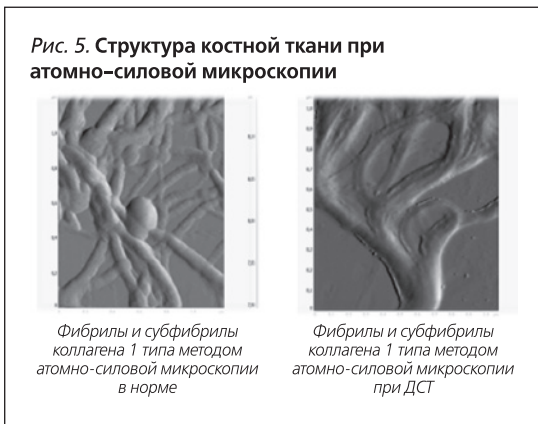 Рис. 5. Структура костной ткани при
атомно-силовой микроскопии
Фибрилы и субфибрилы
коллагена 1 типа методом
атомно-силовой микроскопии
в норме
Фибрилы и субфибрилы
коллагена 1 типа методом
атомно-силовой микроскопии
при ДСТ